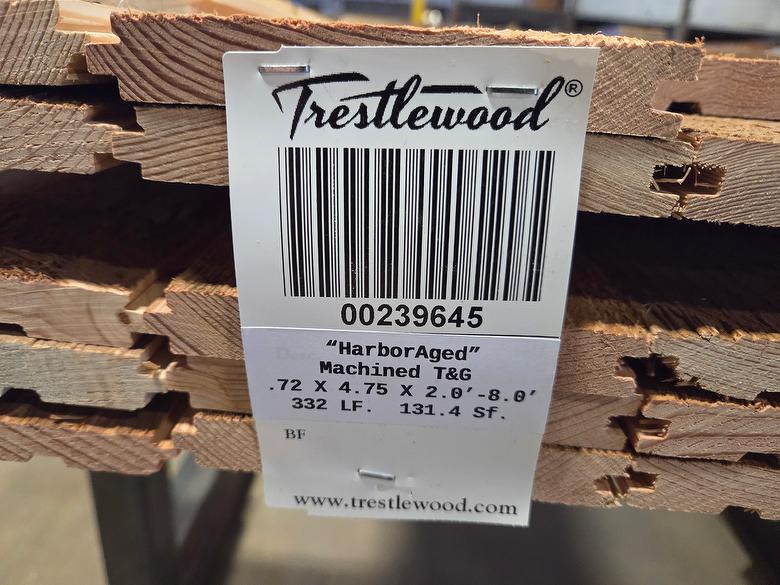 Trestlewood®
00239645
“HarborAged”
Machined T&G
.72 X 4.75 X 2.0’-8.0’
332 LF. 131.4 Sf.
BF
www.trestlewood.com